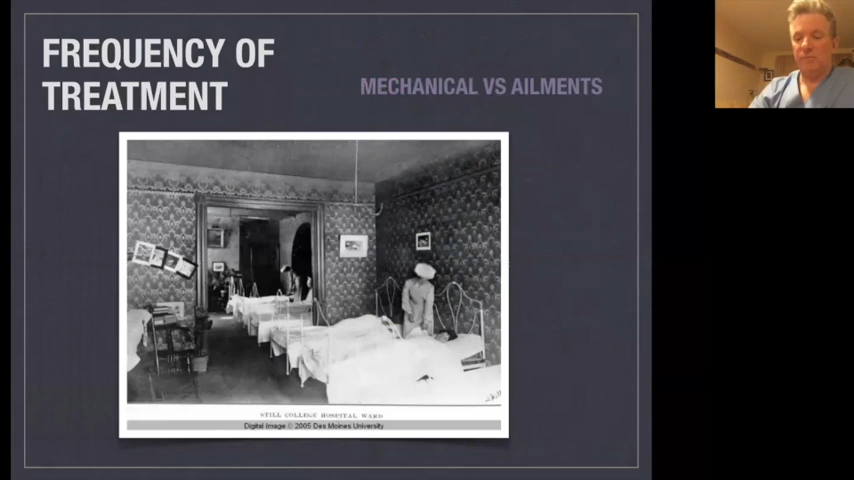 FREQUENCY OF
TREATMENT
MECHANICAL VS AILMENTS
STILL COLLEGE HOSPITAL WARD
Digital Image © 2005 Des Moines University